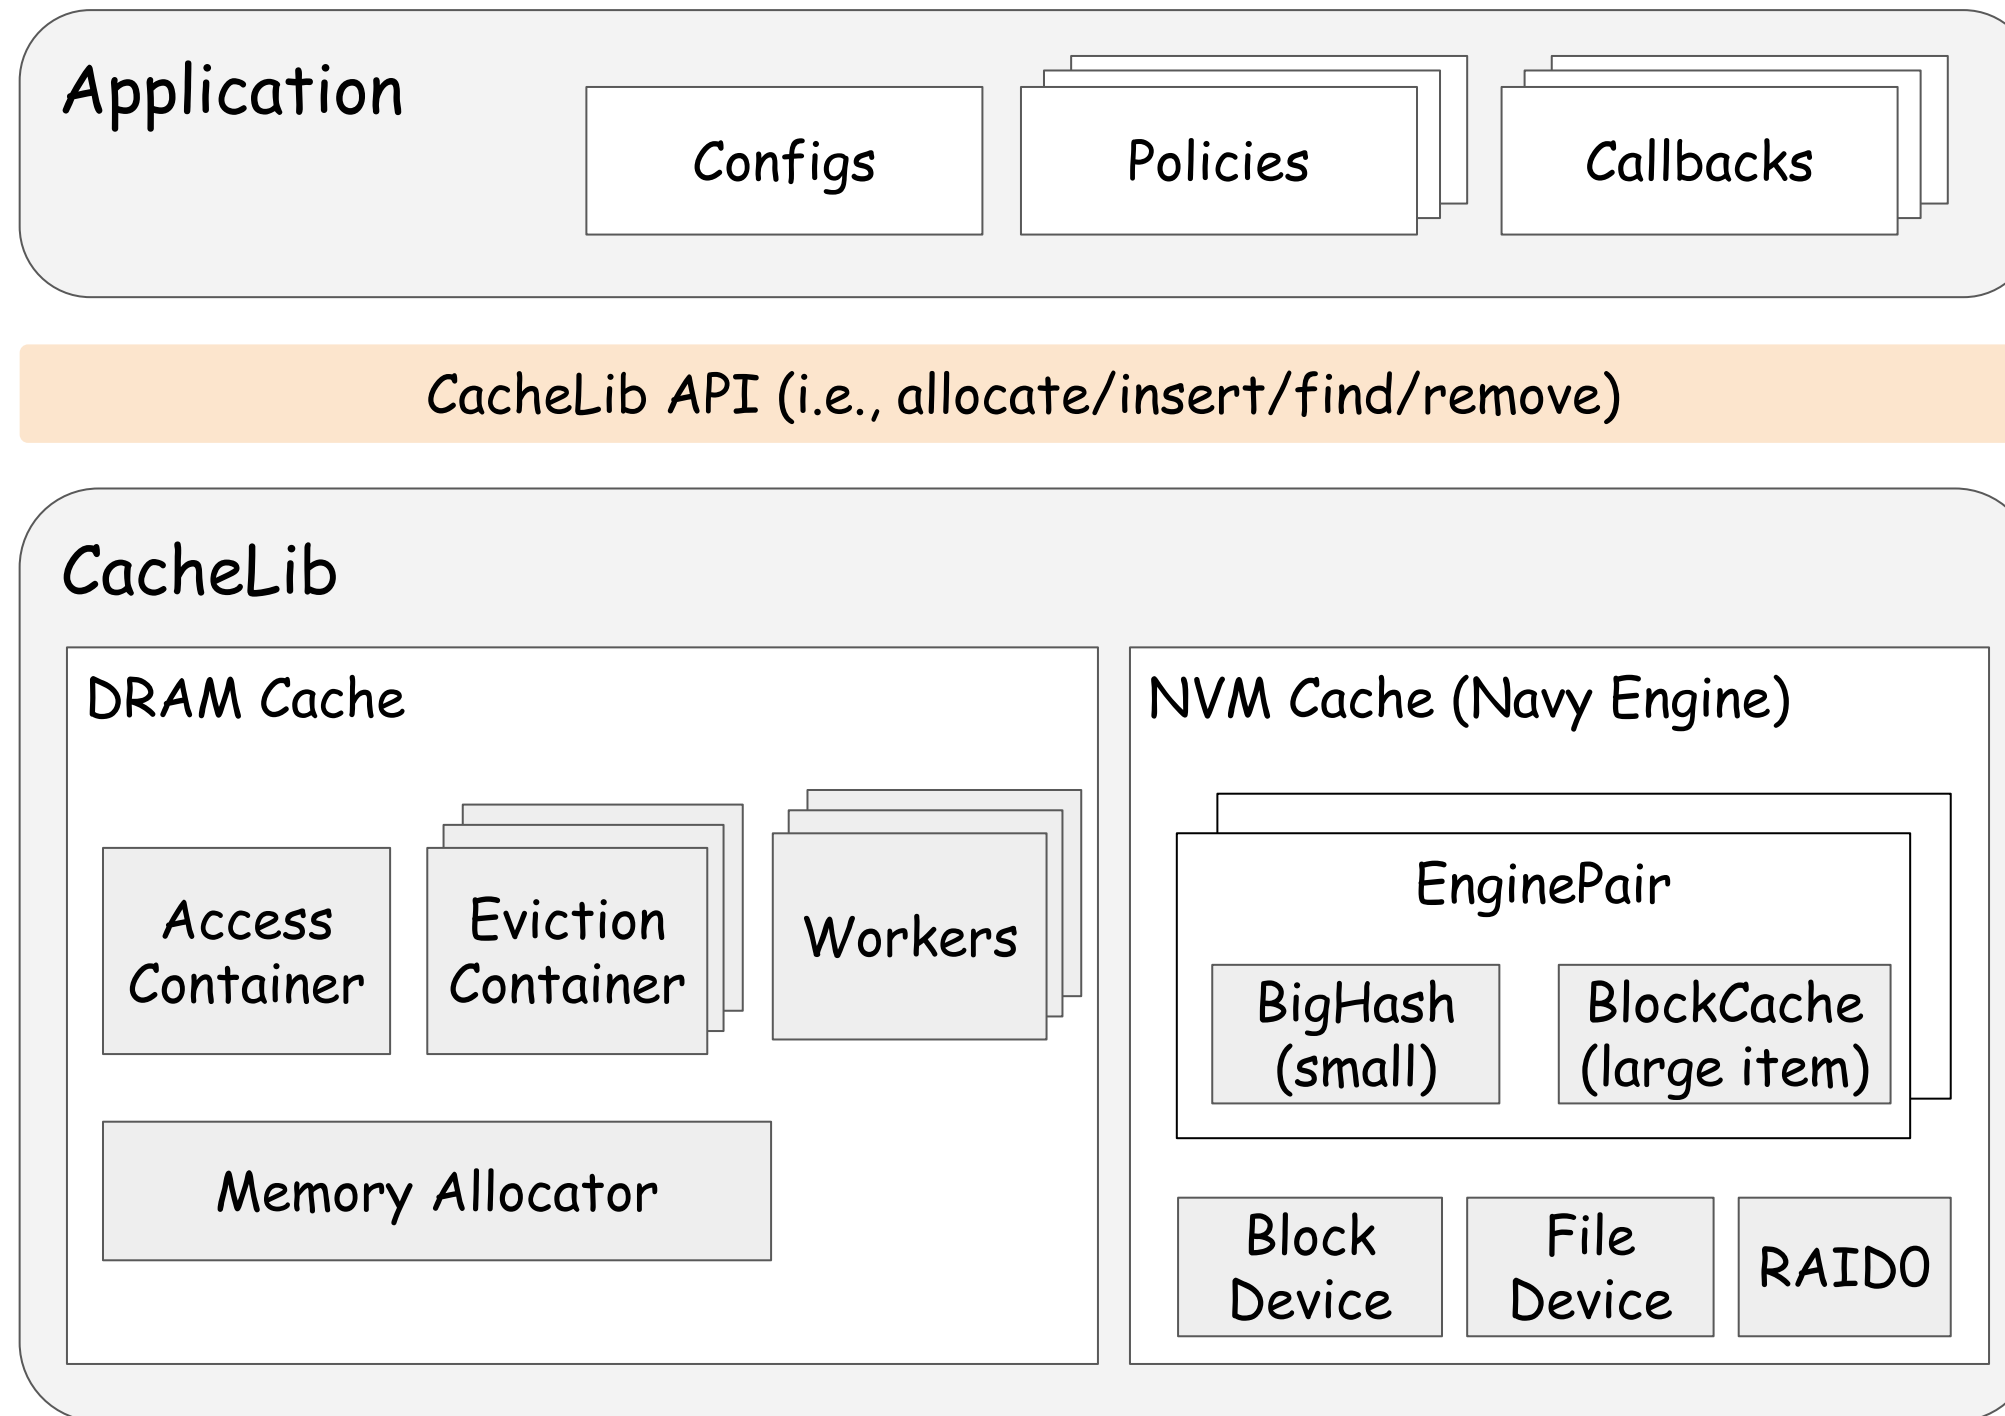 Application
Configs
Policies
Callbacks
CacheLib API (i.e., allocate/insert/find/remove)
CacheLib
DRAM Cache
Access
Container
Eviction
Container
Workers
Memory Allocator
NVM Cache (Navy Engine)
EnginePair
BigHash
(small)
BlockCache
(large item)
Block
Device
File
Device
RAID0